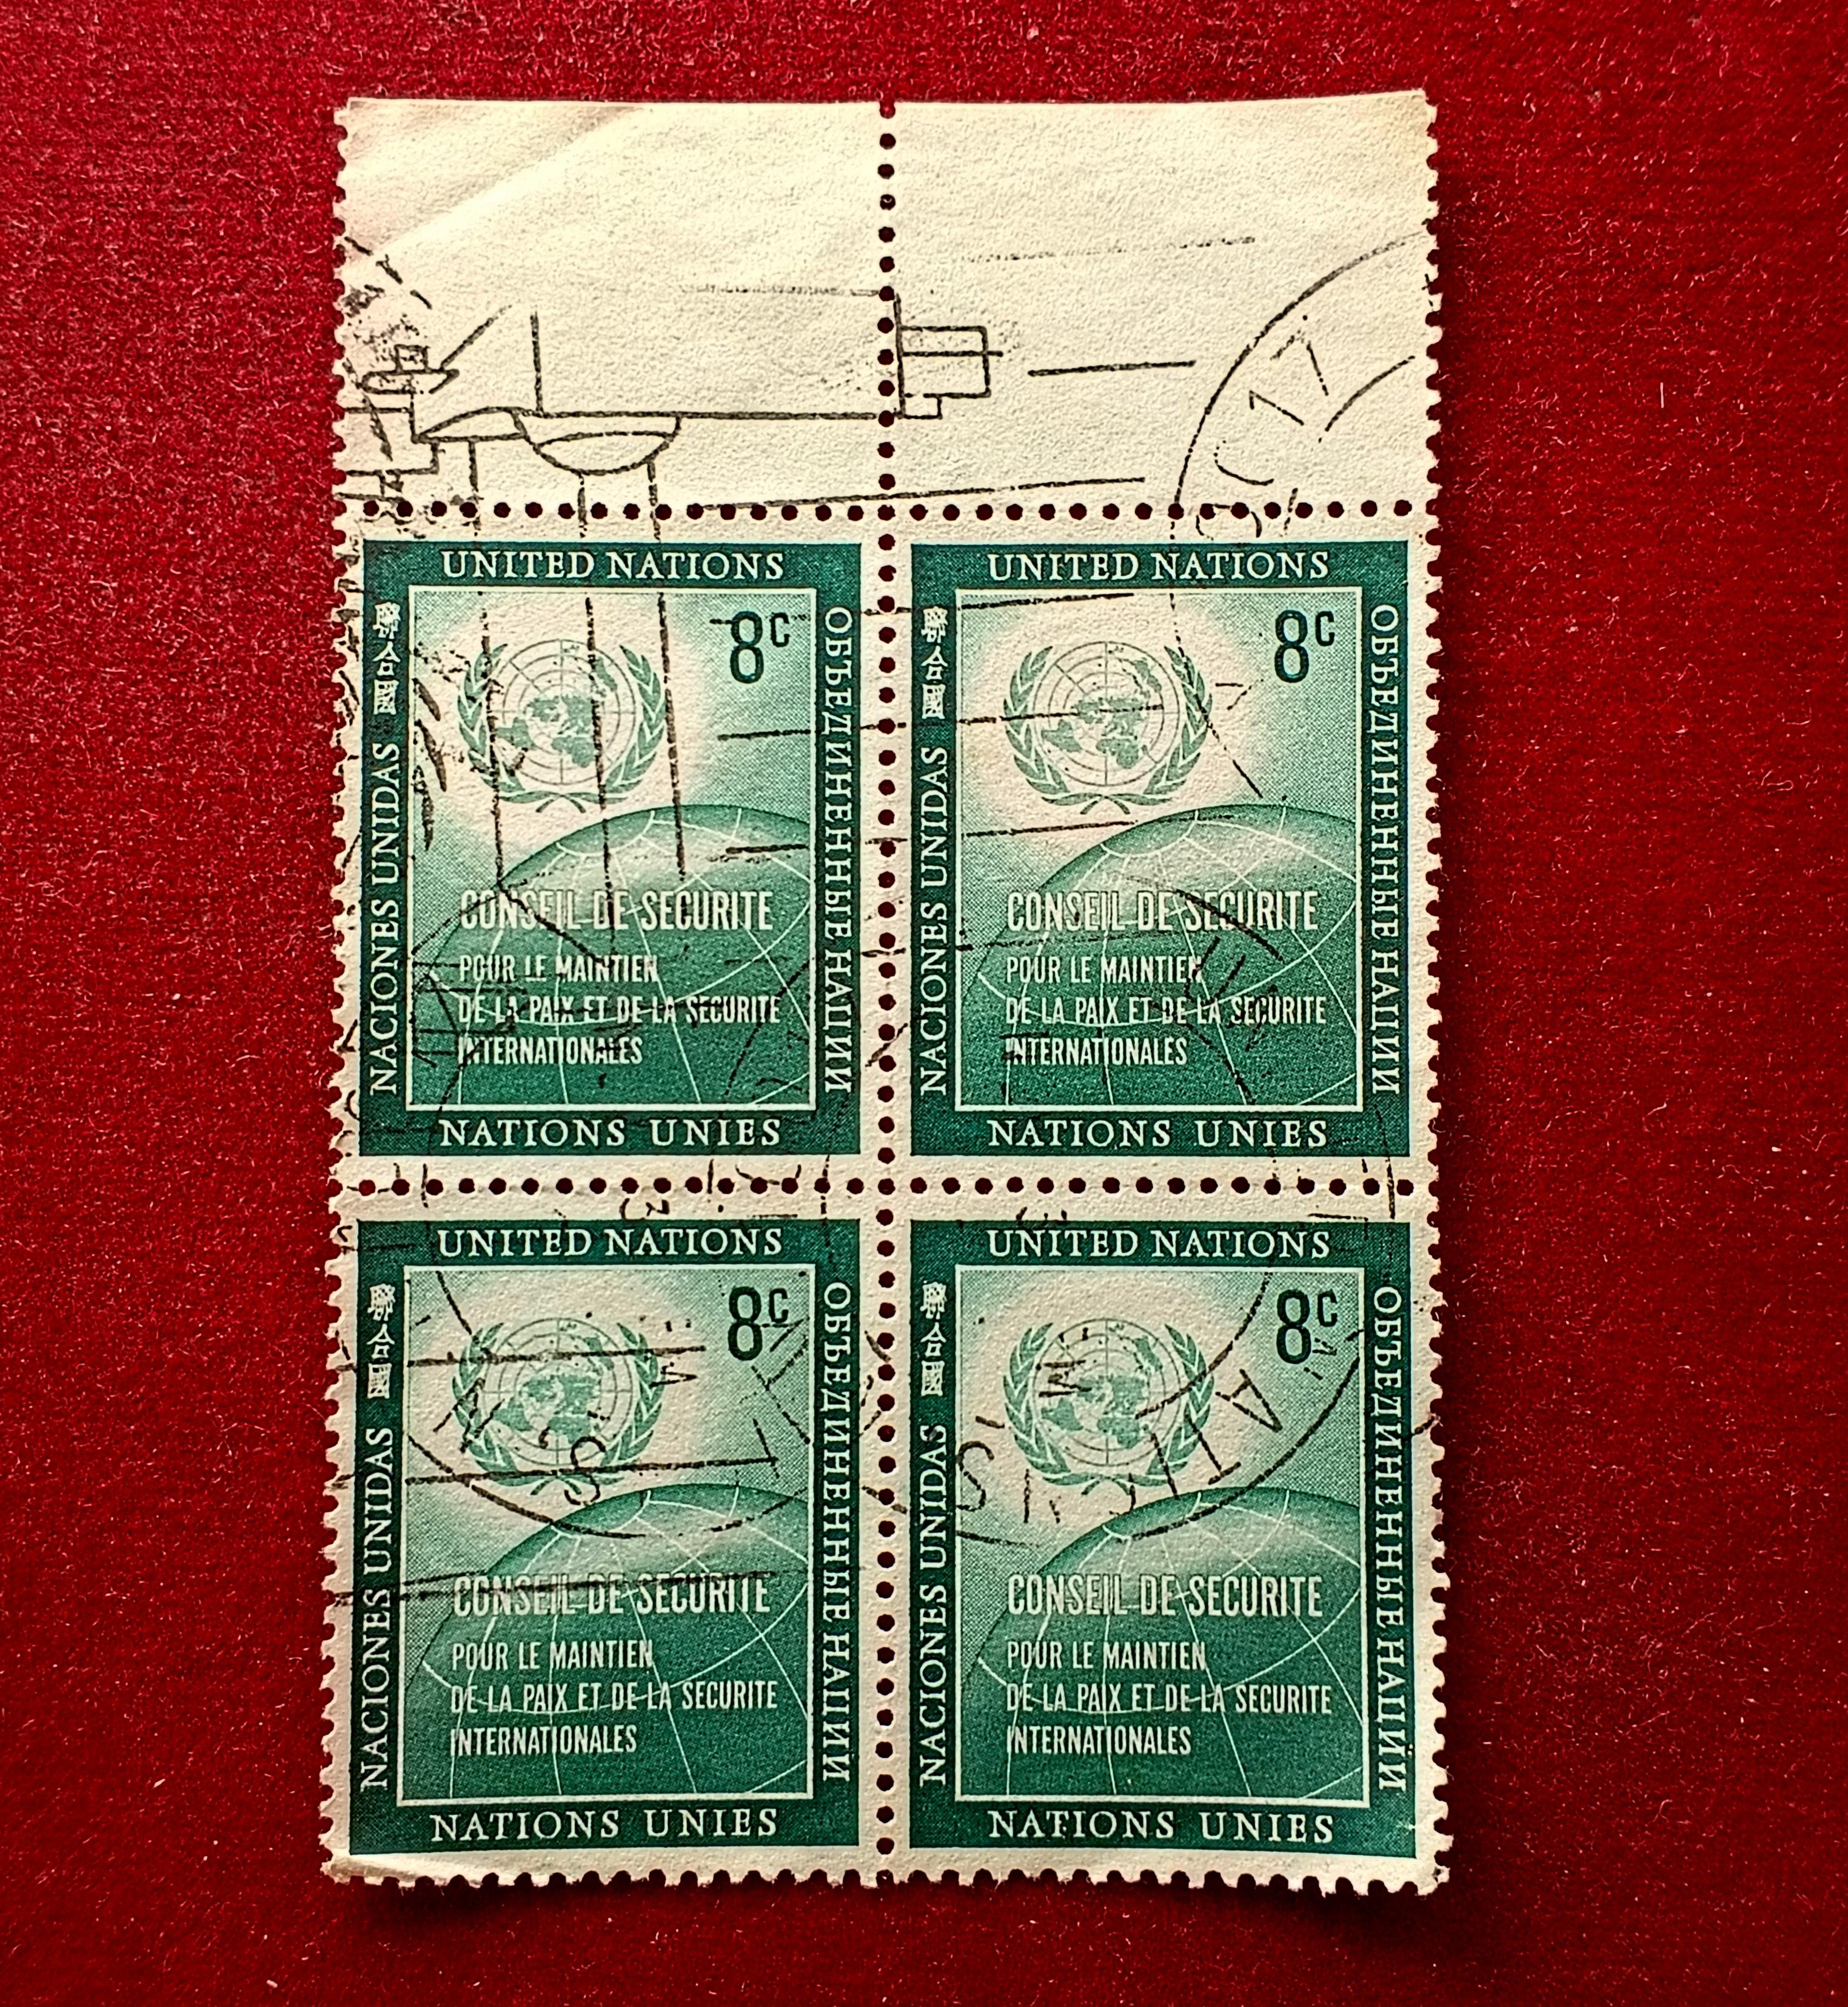 UNITED NATIONS
8c
聯合國
NACIONES UNIDAS
ОБЪЕДИНЕННЫЕ НАЦИИ
CONSEIL DE SECURITE
POUR LE MAINTIEN
DE LA PAIX ET DE LA SECURITE
INTERNATIONALES
NATIONS UNIES
UNITED NATIONS
8c
聯合國
NACIONES UNIDAS
ОБЪЕДИНЕННЫЕ НАЦИИ
CONSEIL DE SECURITE
POUR LE MAINTIEN
DE LA PAIX ET DE LA SECURITE
INTERNATIONALES
NATIONS UNIES
UNITED NATIONS
8c
聯合國
NACIONES UNIDAS
ОБЪЕДИНЕННЫЕ НАЦИИ
CONSEIL DE SECURITE
POUR LE MAINTIEN
DE LA PAIX ET DE LA SECURITE
INTERNATIONALES
NATIONS UNIES
UNITED NATIONS
8c
聯合國
NACIONES UNIDAS
ОБЪЕДИНЕННЫЕ НАЦИИ
CONSEIL DE SECURITE
POUR LE MAINTIEN
DE LA PAIX ET DE LA SECURITE
INTERNATIONALES
NATIONS UNIES